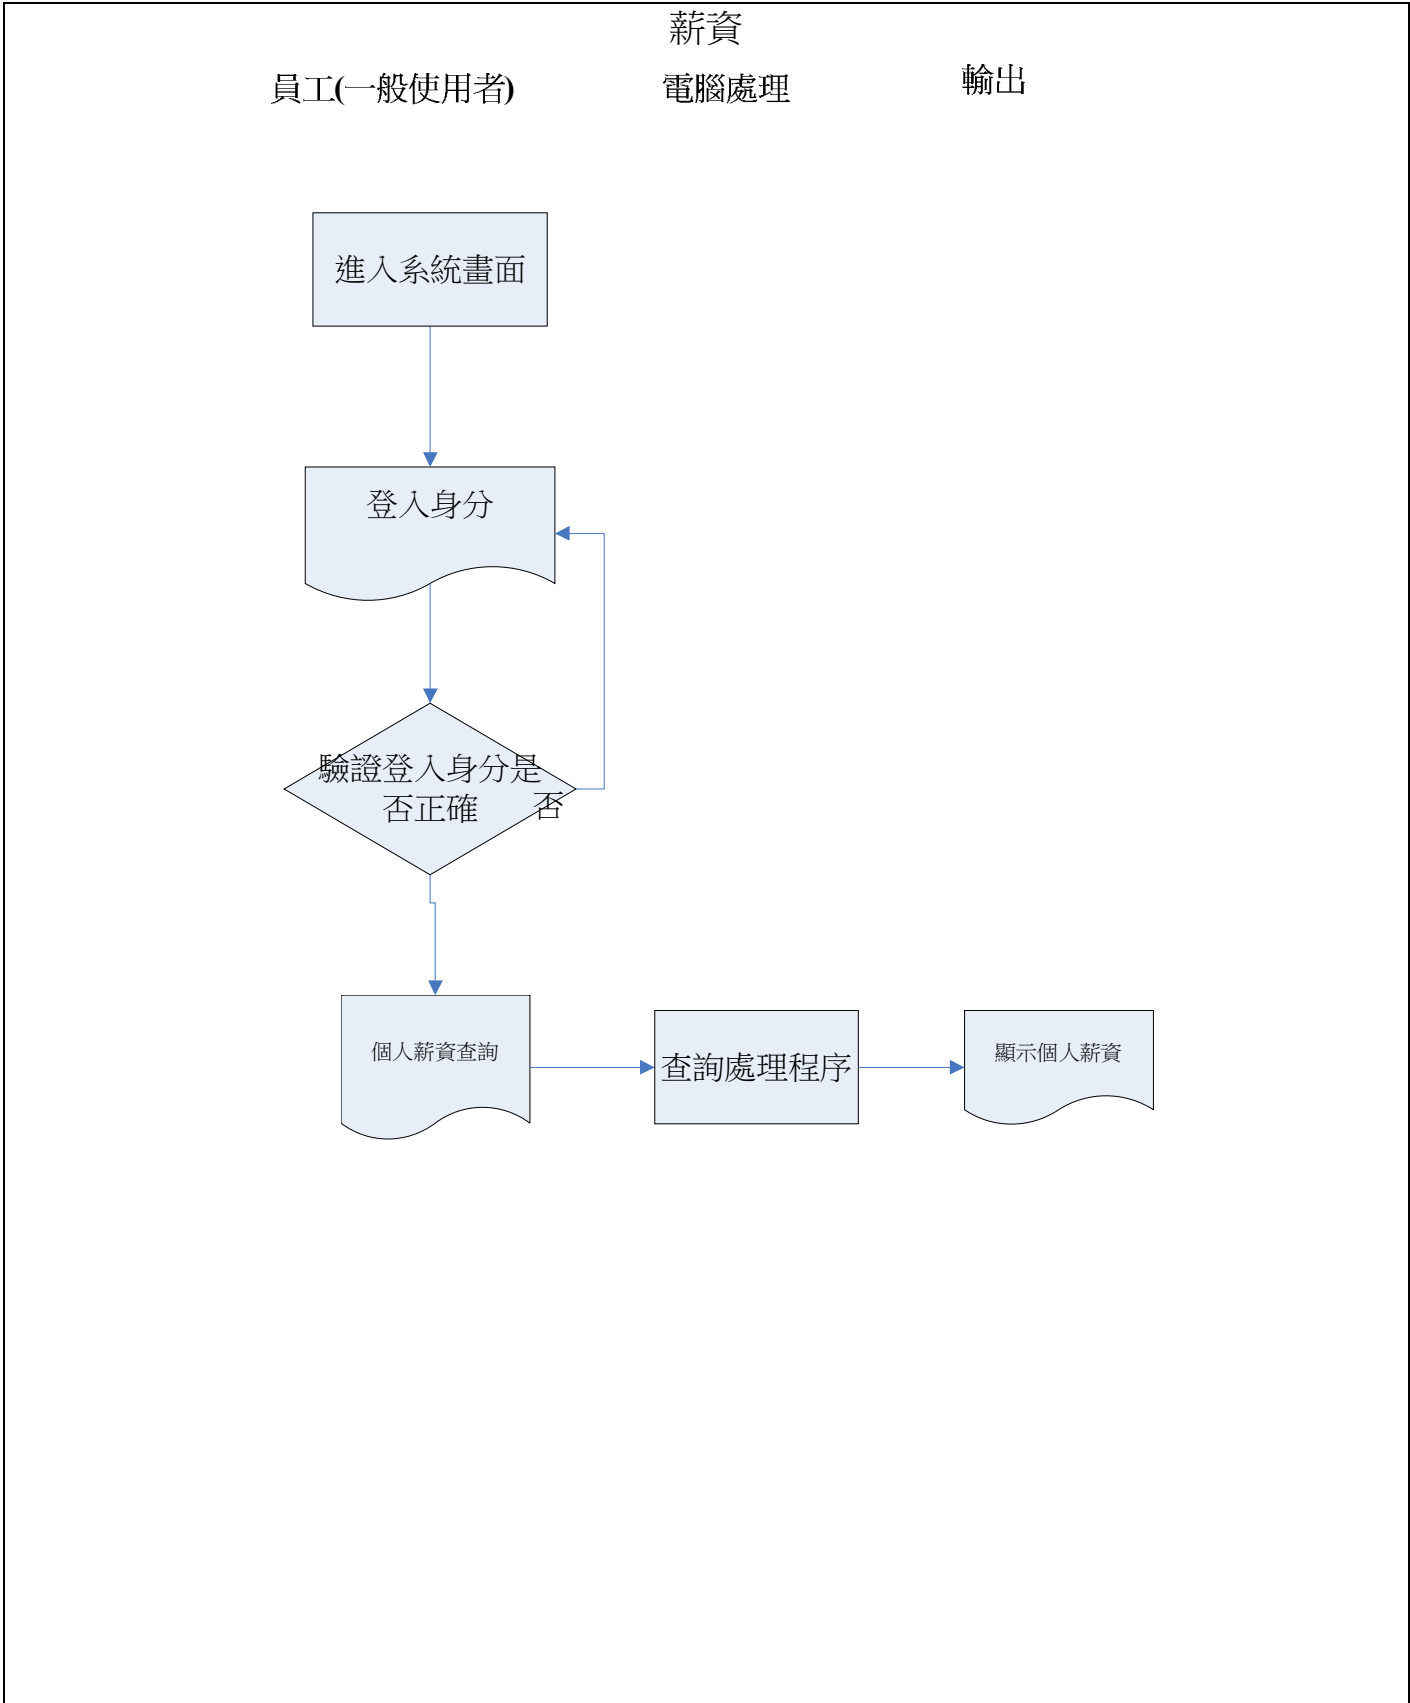 薪資
員工(一般使用者)
電腦處理
輸出
進入系統畫面
登入身分
驗證登入身分是
否正確
否
個人薪資查詢
查詢處理程序
顯示個人薪資